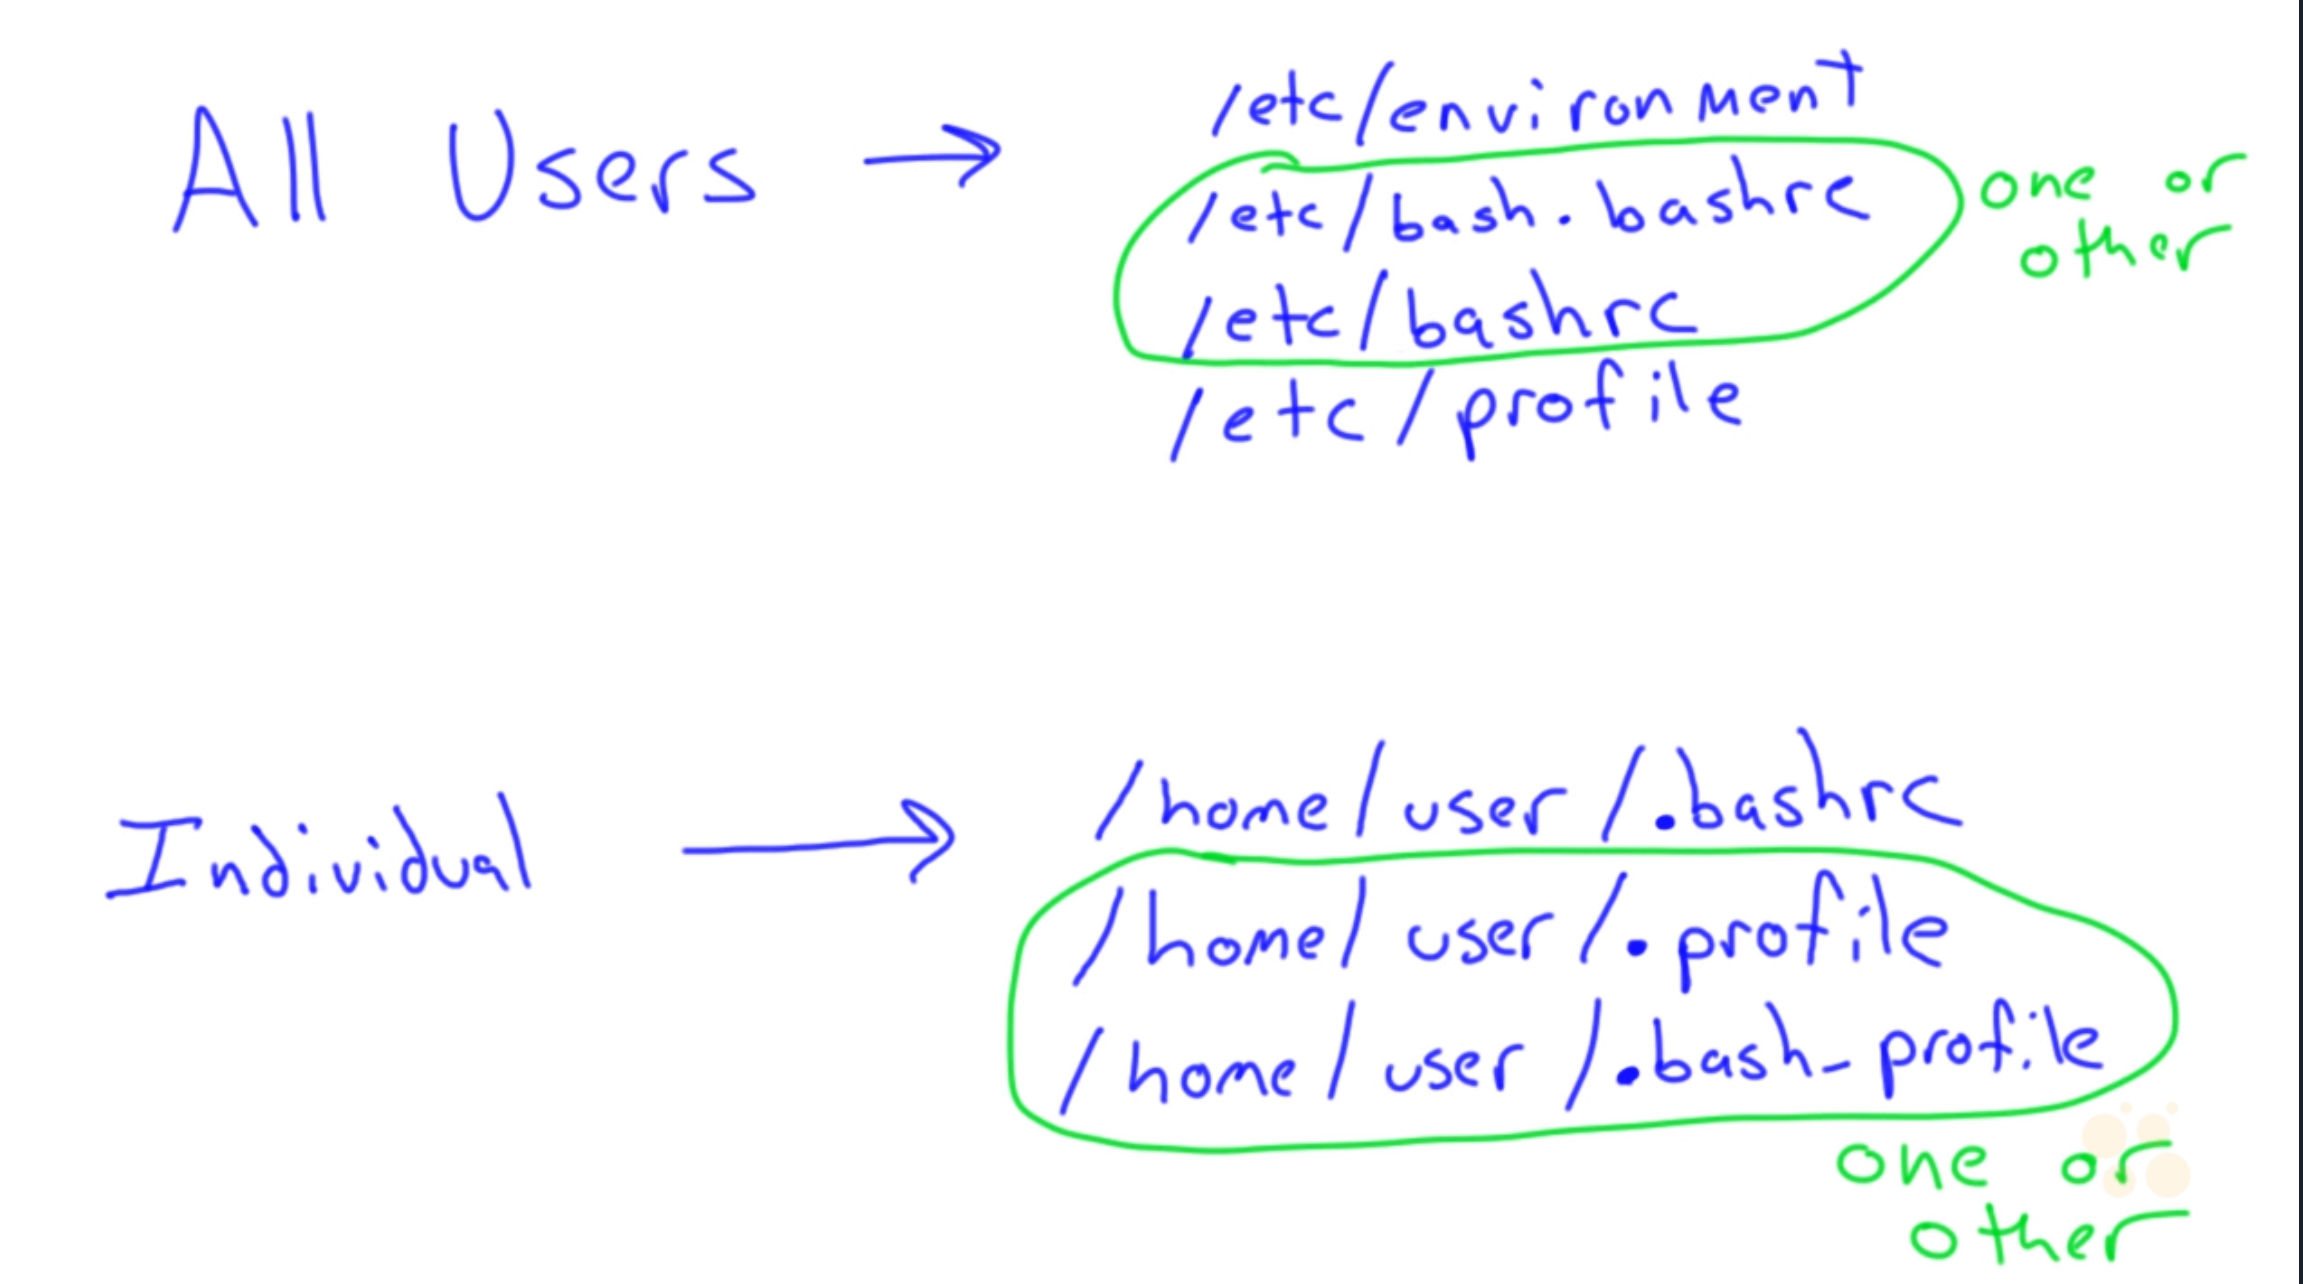 All Users →
/etc/environment
/etc/bash.bashrc
/etc/bashrc
/etc/profile
one or
other
Individual →
/home/user/.bashrc
/home/user/.profile
/home/user/.bash_profile
one or
other